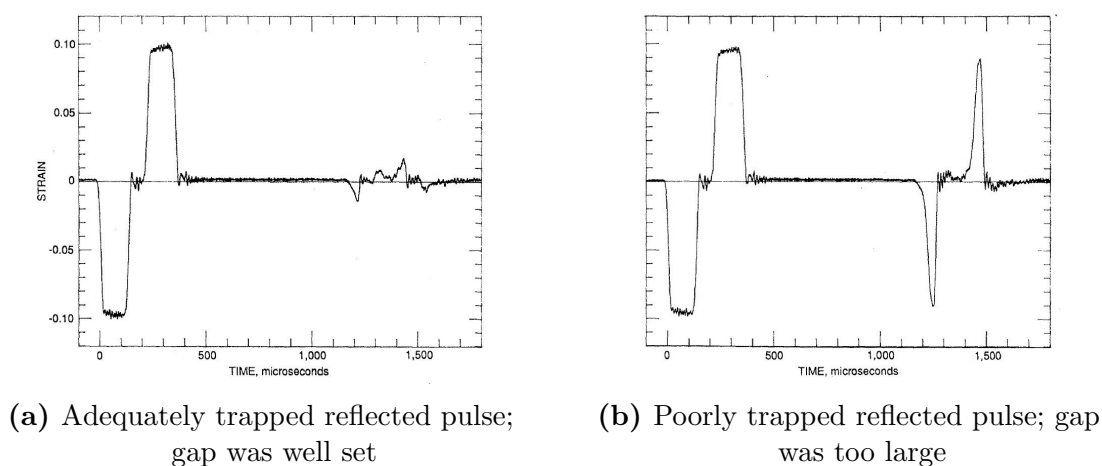 0.10
0.05
STRAIN
0
-0.05
-0.10
0 500 1,000 1,500
TIME, microseconds
0 500 1,000 1,500
TIME, microseconds
(a) Adequately trapped reflected pulse;
gap was well set
(b) Poorly trapped reflected pulse; gap
was too large